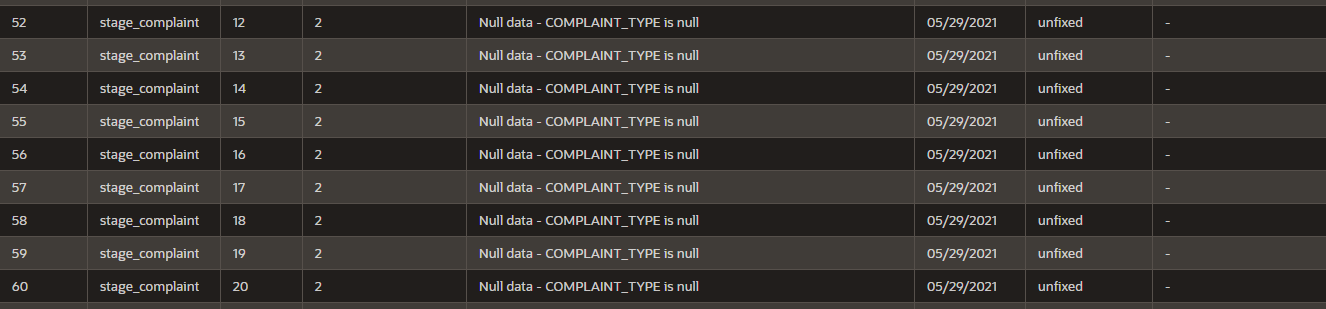 52 stage_complaint 12 2 Null data - COMPLAINT_TYPE is null 05/29/2021 unfixed -
53 stage_complaint 13 2 Null data - COMPLAINT_TYPE is null 05/29/2021 unfixed -
54 stage_complaint 14 2 Null data - COMPLAINT_TYPE is null 05/29/2021 unfixed -
55 stage_complaint 15 2 Null data - COMPLAINT_TYPE is null 05/29/2021 unfixed -
56 stage_complaint 16 2 Null data - COMPLAINT_TYPE is null 05/29/2021 unfixed -
57 stage_complaint 17 2 Null data - COMPLAINT_TYPE is null 05/29/2021 unfixed -
58 stage_complaint 18 2 Null data - COMPLAINT_TYPE is null 05/29/2021 unfixed -
59 stage_complaint 19 2 Null data - COMPLAINT_TYPE is null 05/29/2021 unfixed -
60 stage_complaint 20 2 Null data - COMPLAINT_TYPE is null 05/29/2021 unfixed -